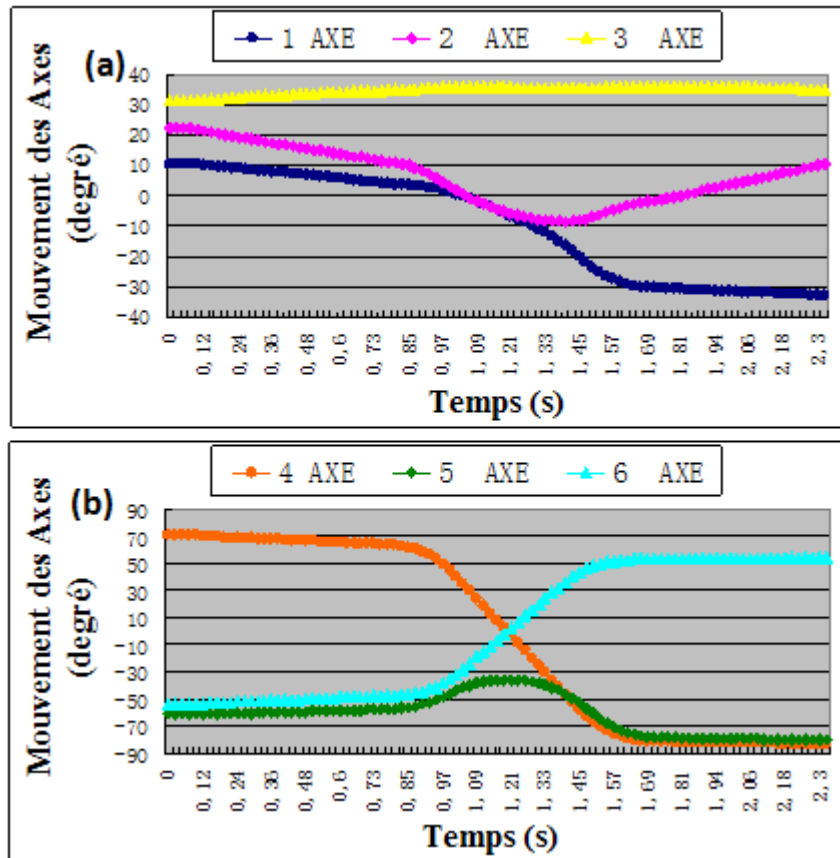 1 AXE 2 AXE 3 AXE
(a)
Mouvement des Axes
(degré)
40
30
20
10
0
-10
-20
-30
-40
0 0,12 0,24 0,36 0,48 0,6 0,73 0,85 0,97 1,09 1,21 1,33 1,45 1,57 1,69 1,81 1,94 2,06 2,18 2,3
Temps (s)
4 AXE 5 AXE 6 AXE
(b)
Mouvement des Axes
(degré)
90
70
50
30
10
-10
-30
-50
-70
-90
0 0,12 0,24 0,36 0,48 0,6 0,73 0,85 0,97 1,09 1,21 1,33 1,45 1,57 1,69 1,81 1,94 2,06 2,18 2,3
Temps (s)